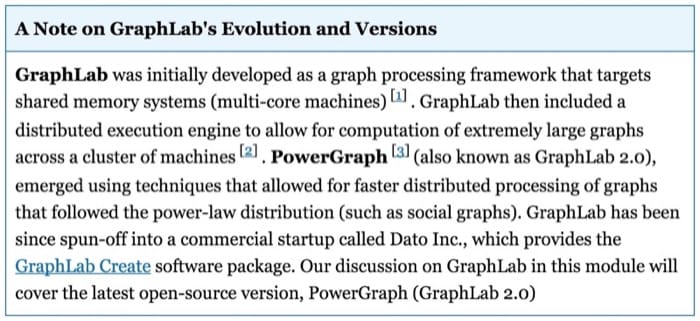 A Note on GraphLab's Evolution and Versions
GraphLab was initially developed as a graph processing framework that targets
shared memory systems (multi-core machines) [1] . GraphLab then included a
distributed execution engine to allow for computation of extremely large graphs
across a cluster of machines [2] . PowerGraph [3] (also known as GraphLab 2.0),
emerged using techniques that allowed for faster distributed processing of graphs
that followed the power-law distribution (such as social graphs). GraphLab has been
since spun-off into a commercial startup called Dato Inc., which provides the
GraphLab Create software package. Our discussion on GraphLab in this module will
cover the latest open-source version, PowerGraph (GraphLab 2.0)